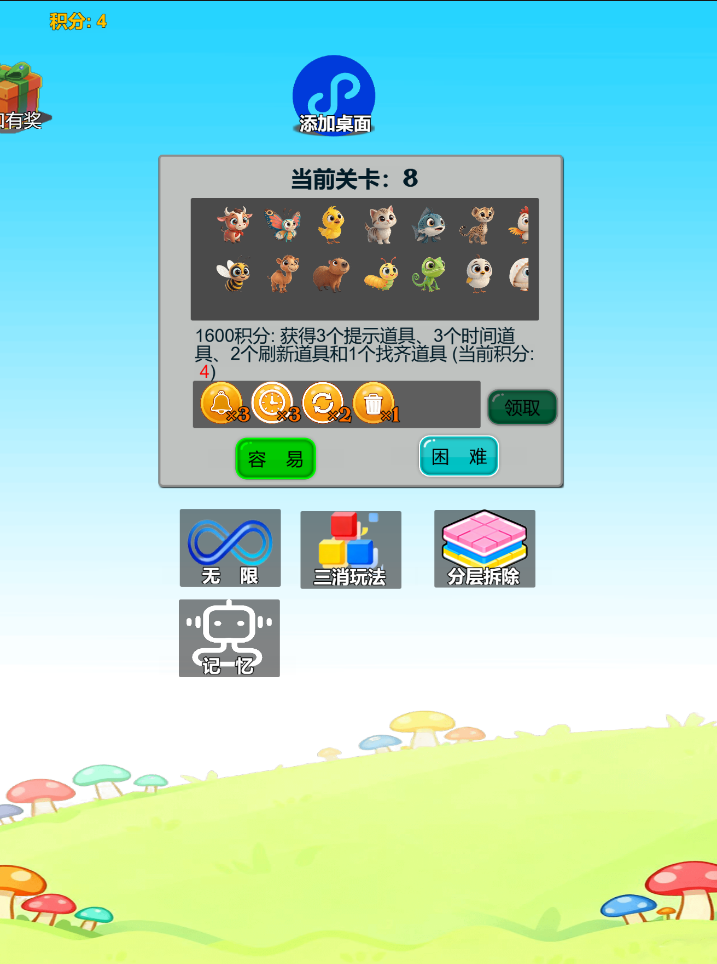 积分: 4
有奖
添加桌面
当前关卡: 8
1600积分: 获得3个提示道具、3个时间道
具、2个刷新道具和1个找齐道具 (当前积分:
4)
×3 ×3 ×2 ×1
领取
容 易
困 难
无 限
三消玩法
分层拆除
记 忆